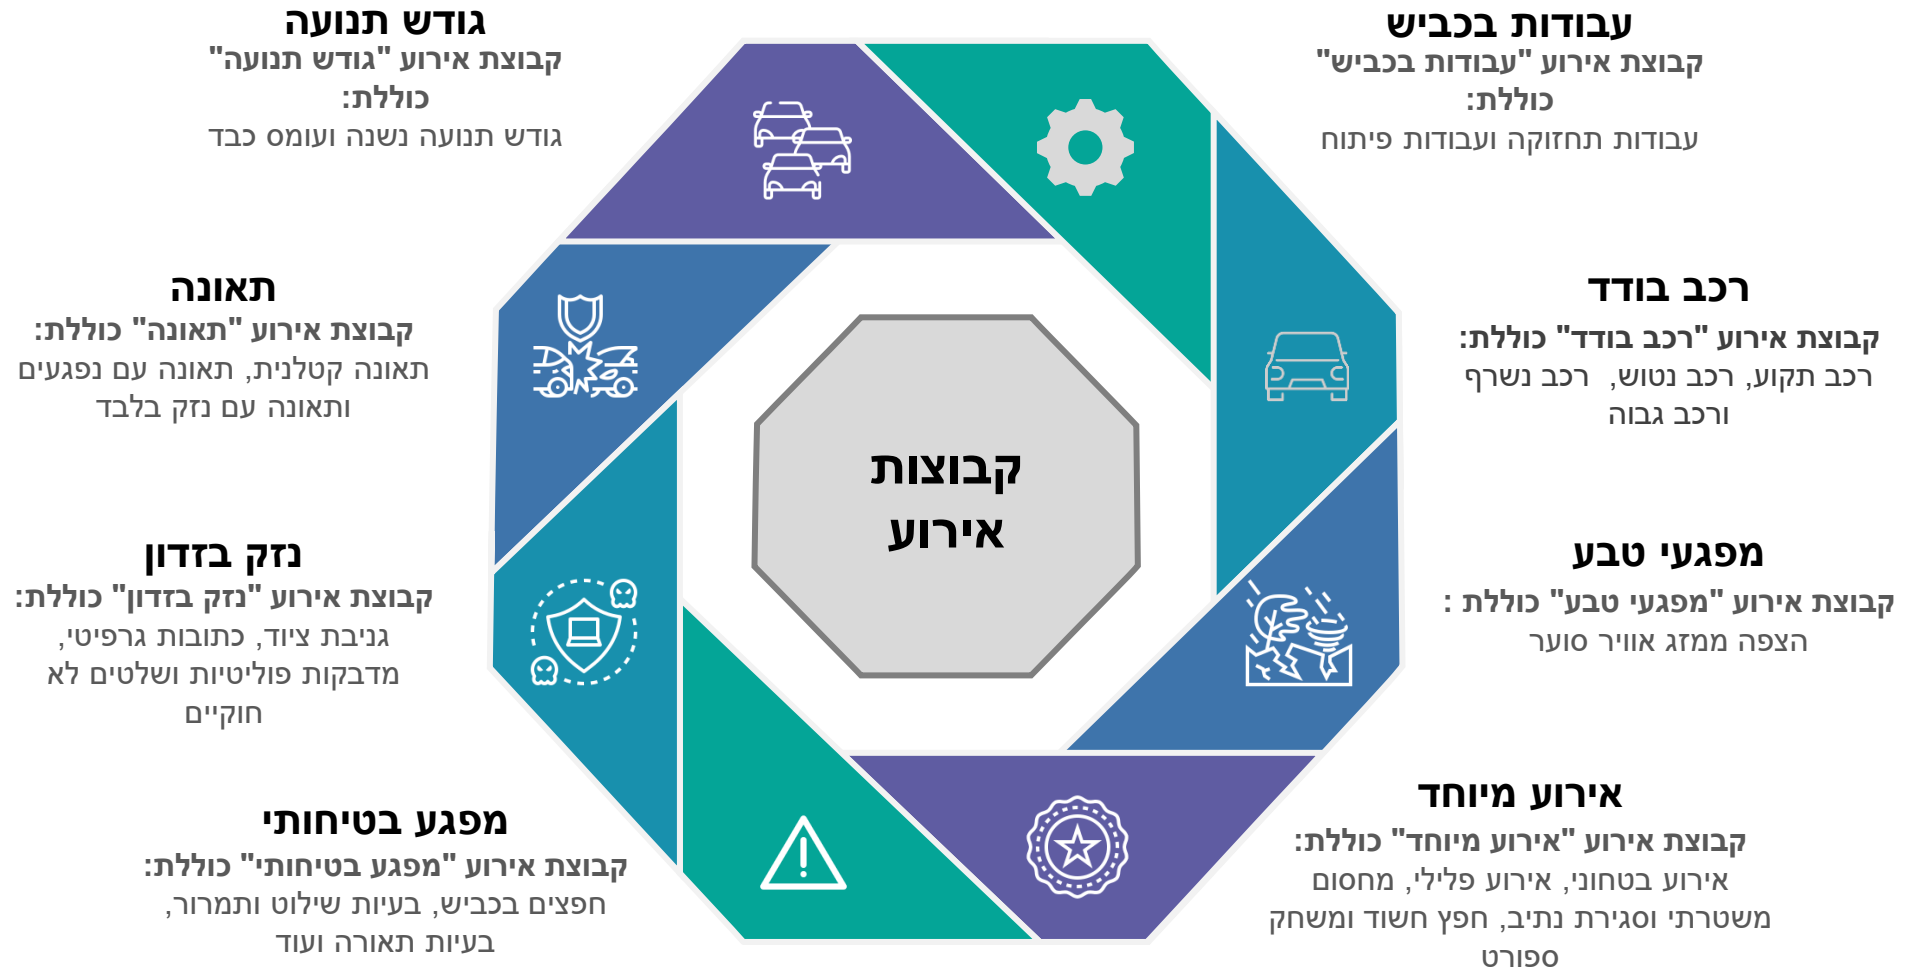 עבודות בכביש
קבוצת אירוע "עבודות בכביש"
כוללת:
עבודות תחזוקה ועבודות פיתוח
רכב בודד
קבוצת אירוע "רכב בודד" כוללת:
רכב תקוע, רכב נטוש, רכב נשרף
ורכב גבוה
מפגעי טבע
קבוצת אירוע "מפגעי טבע" כוללת :
הצפה ממזג אוויר סוער
אירוע מיוחד
קבוצת אירוע "אירוע מיוחד" כוללת:
אירוע בטחוני, אירוע פלילי, מחסום
משטרתי וסגירת נתיב, חפץ חשוד ומשחק
ספורט
קבוצות
אירוע
גודש תנועה
קבוצת אירוע "גודש תנועה"
כוללת:
גודש תנועה נשנה ועומס כבד
תאונה
קבוצת אירוע "תאונה" כוללת:
תאונה קטלנית, תאונה עם נפגעים
ותאונה עם נזק בלבד
נזק בזדון
קבוצת אירוע "נזק בזדון" כוללת:
גניבת ציוד, כתובות גרפיטי,
מדבקות פוליטיות ושלטים לא
חוקיים
מפגע בטיחותי
קבוצת אירוע "מפגע בטיחותי" כוללת:
חפצים בכביש, בעיות שילוט ותמרור,
בעיות תאורה ועוד